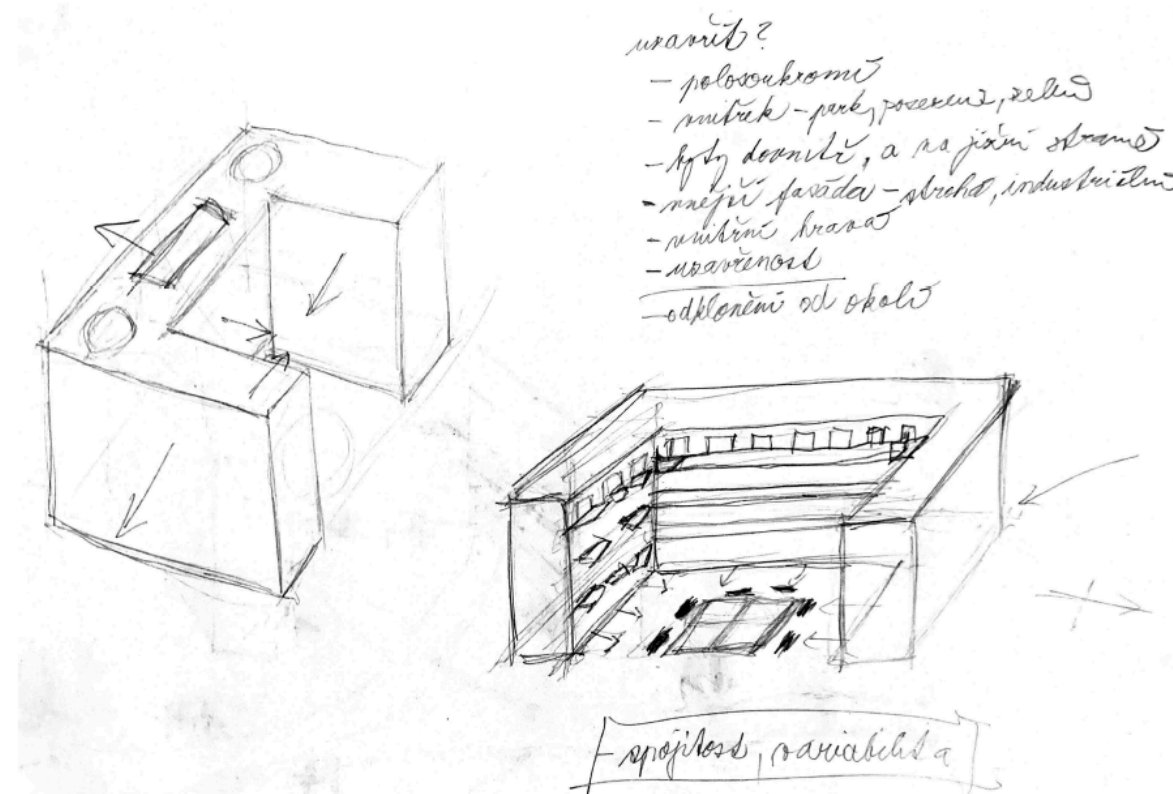 uzavřít?
- polosoukromí
- vnitřek - park, posezení, zeleň
- byty dovnitř, a na jižní straně
- vnější fasáda - strohá, industriální
- vnitřní hravá
- uzavřenost
- odklonění od okolí
- spojitost, variabilita